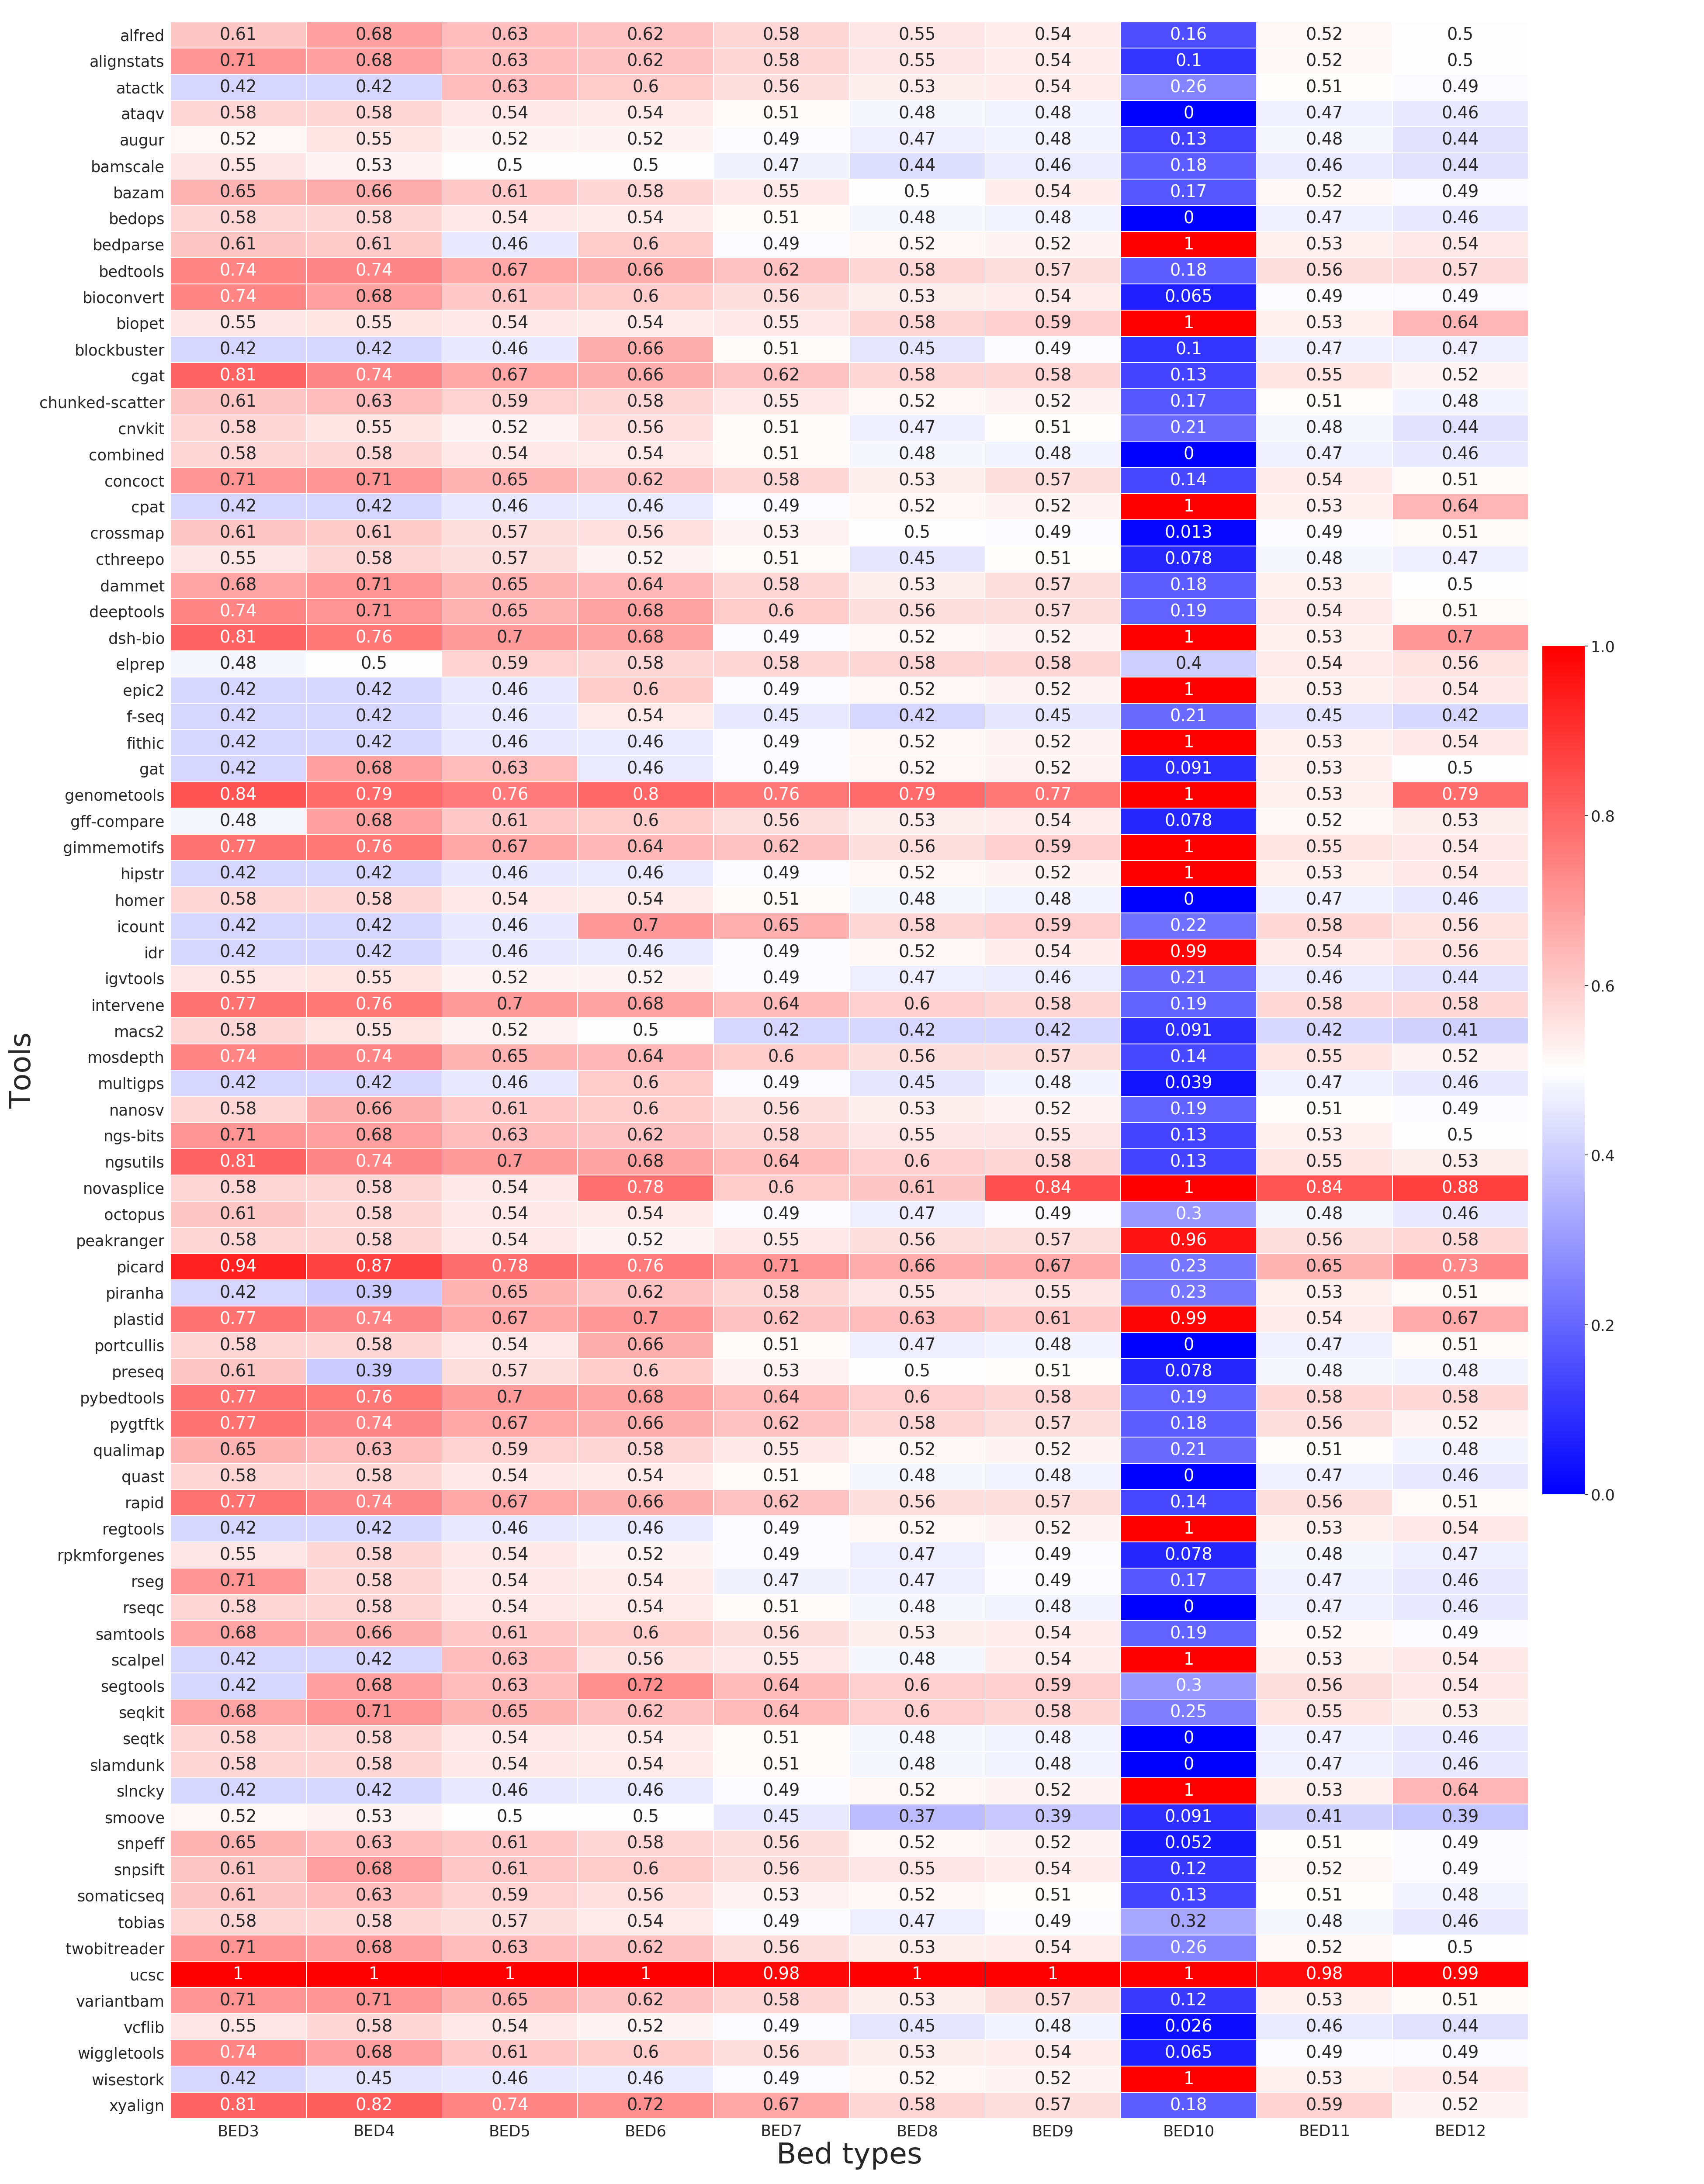 alfred 0.61 0.68 0.63 0.62 0.58 0.55 0.54 0.16 0.52 0.5
alignstats 0.71 0.68 0.63 0.62 0.58 0.55 0.54 0.1 0.52 0.5
atactk 0.42 0.42 0.63 0.6 0.56 0.53 0.54 0.26 0.51 0.49
ataqv 0.58 0.58 0.54 0.54 0.51 0.48 0.48 0 0.47 0.46
augur 0.52 0.55 0.52 0.52 0.49 0.47 0.48 0.13 0.48 0.44
bamscale 0.55 0.53 0.5 0.5 0.47 0.44 0.46 0.18 0.46 0.44
bazam 0.65 0.66 0.61 0.58 0.55 0.5 0.54 0.17 0.52 0.49
bedops 0.58 0.58 0.54 0.54 0.51 0.48 0.48 0 0.47 0.46
bedparse 0.61 0.61 0.46 0.6 0.49 0.52 0.52 1 0.53 0.54
bedtools 0.74 0.74 0.67 0.66 0.62 0.58 0.57 0.18 0.56 0.57
bioconvert 0.74 0.68 0.61 0.6 0.56 0.53 0.54 0.065 0.49 0.49
biopet 0.55 0.55 0.54 0.54 0.55 0.58 0.59 1 0.53 0.64
blockbuster 0.42 0.42 0.46 0.66 0.51 0.45 0.49 0.1 0.47 0.47
cgat 0.81 0.74 0.67 0.66 0.62 0.58 0.58 0.13 0.55 0.52
chunked-scatter 0.61 0.63 0.59 0.58 0.55 0.52 0.52 0.17 0.51 0.48
cnvkit 0.58 0.55 0.52 0.56 0.51 0.47 0.51 0.21 0.48 0.44
combined 0.58 0.58 0.54 0.54 0.51 0.48 0.48 0 0.47 0.46
concoct 0.71 0.71 0.65 0.62 0.58 0.53 0.57 0.14 0.54 0.51
cpat 0.42 0.42 0.46 0.46 0.49 0.52 0.52 1 0.53 0.64
crossmap 0.61 0.61 0.57 0.56 0.53 0.5 0.49 0.013 0.49 0.51
cthreepo 0.55 0.58 0.57 0.52 0.51 0.45 0.51 0.078 0.48 0.47
dammet 0.68 0.71 0.65 0.64 0.58 0.53 0.57 0.18 0.53 0.5
deeptools 0.74 0.71 0.65 0.68 0.6 0.56 0.57 0.19 0.54 0.51
dsh-bio 0.81 0.76 0.7 0.68 0.49 0.52 0.52 1 0.53 0.7
elprep 0.48 0.5 0.59 0.58 0.58 0.58 0.58 0.4 0.54 0.56
epic2 0.42 0.42 0.46 0.6 0.49 0.52 0.52 1 0.53 0.54
f-seq 0.42 0.42 0.46 0.54 0.45 0.42 0.45 0.21 0.45 0.42
fithic 0.42 0.42 0.46 0.46 0.49 0.52 0.52 1 0.53 0.54
gat 0.42 0.68 0.63 0.46 0.49 0.52 0.52 0.091 0.53 0.5
genometools 0.84 0.79 0.76 0.8 0.76 0.79 0.77 1 0.53 0.79
gff-compare 0.48 0.68 0.61 0.6 0.56 0.53 0.54 0.078 0.52 0.53
gimmemotifs 0.77 0.76 0.67 0.64 0.62 0.56 0.59 1 0.55 0.54
hipstr 0.42 0.42 0.46 0.46 0.49 0.52 0.52 1 0.53 0.54
homer 0.58 0.58 0.54 0.54 0.51 0.48 0.48 0 0.47 0.46
icount 0.42 0.42 0.46 0.7 0.65 0.58 0.59 0.22 0.58 0.56
idr 0.42 0.42 0.46 0.46 0.49 0.52 0.54 0.99 0.54 0.56
igvtools 0.55 0.55 0.52 0.52 0.49 0.47 0.46 0.21 0.46 0.44
intervene 0.77 0.76 0.7 0.68 0.64 0.6 0.58 0.19 0.58 0.58
macs2 0.58 0.55 0.52 0.5 0.42 0.42 0.42 0.091 0.42 0.41
mosdepth 0.74 0.74 0.65 0.64 0.6 0.56 0.57 0.14 0.55 0.52
multigps 0.42 0.42 0.46 0.6 0.49 0.45 0.48 0.039 0.47 0.46
nanosv 0.58 0.66 0.61 0.6 0.56 0.53 0.52 0.19 0.51 0.49
ngs-bits 0.71 0.68 0.63 0.62 0.58 0.55 0.55 0.13 0.53 0.5
ngsutils 0.81 0.74 0.7 0.68 0.64 0.6 0.58 0.13 0.55 0.53
novasplice 0.58 0.58 0.54 0.78 0.6 0.61 0.84 1 0.84 0.88
octopus 0.61 0.58 0.54 0.54 0.49 0.47 0.49 0.3 0.48 0.46
peakranger 0.58 0.58 0.54 0.52 0.55 0.56 0.57 0.96 0.56 0.58
picard 0.94 0.87 0.78 0.76 0.71 0.66 0.67 0.23 0.65 0.73
piranha 0.42 0.39 0.65 0.62 0.58 0.55 0.55 0.23 0.53 0.51
plastid 0.77 0.74 0.67 0.7 0.62 0.63 0.61 0.99 0.54 0.67
portcullis 0.58 0.58 0.54 0.66 0.51 0.47 0.48 0 0.47 0.51
preseq 0.61 0.39 0.57 0.6 0.53 0.5 0.51 0.078 0.48 0.48
pybedtools 0.77 0.76 0.7 0.68 0.64 0.6 0.58 0.19 0.58 0.58
pygtftk 0.77 0.74 0.67 0.66 0.62 0.58 0.57 0.18 0.56 0.52
qualimap 0.65 0.63 0.59 0.58 0.55 0.52 0.52 0.21 0.51 0.48
quast 0.58 0.58 0.54 0.54 0.51 0.48 0.48 0 0.47 0.46
rapid 0.77 0.74 0.67 0.66 0.62 0.56 0.57 0.14 0.56 0.51
regtools 0.42 0.42 0.46 0.46 0.49 0.52 0.52 1 0.53 0.54
rpkmforgenes 0.55 0.58 0.54 0.52 0.49 0.47 0.49 0.078 0.48 0.47
rseg 0.71 0.58 0.54 0.54 0.47 0.47 0.49 0.17 0.47 0.46
rseqc 0.58 0.58 0.54 0.54 0.51 0.48 0.48 0 0.47 0.46
samtools 0.68 0.66 0.61 0.6 0.56 0.53 0.54 0.19 0.52 0.49
scalpel 0.42 0.42 0.63 0.56 0.55 0.48 0.54 1 0.53 0.54
segtools 0.42 0.68 0.63 0.72 0.64 0.6 0.59 0.3 0.56 0.54
seqkit 0.68 0.71 0.65 0.62 0.64 0.6 0.58 0.25 0.55 0.53
seqtk 0.58 0.58 0.54 0.54 0.51 0.48 0.48 0 0.47 0.46
slamdunk 0.58 0.58 0.54 0.54 0.51 0.48 0.48 0 0.47 0.46
slncky 0.42 0.42 0.46 0.46 0.49 0.52 0.52 1 0.53 0.64
smoove 0.52 0.53 0.5 0.5 0.45 0.37 0.39 0.091 0.41 0.39
snpeff 0.65 0.63 0.61 0.58 0.56 0.52 0.52 0.052 0.51 0.49
snpsift 0.61 0.68 0.61 0.6 0.56 0.55 0.54 0.12 0.52 0.49
somaticseq 0.61 0.63 0.59 0.56 0.53 0.52 0.51 0.13 0.51 0.48
tobias 0.58 0.58 0.57 0.54 0.49 0.47 0.49 0.32 0.48 0.46
twobitreader 0.71 0.68 0.63 0.62 0.56 0.53 0.54 0.26 0.52 0.5
ucsc 1 1 1 1 0.98 1 1 1 0.98 0.99
variantbam 0.71 0.71 0.65 0.62 0.58 0.53 0.57 0.12 0.53 0.51
vcflib 0.55 0.58 0.54 0.52 0.49 0.45 0.48 0.026 0.46 0.44
wiggletools 0.74 0.68 0.61 0.6 0.56 0.53 0.54 0.065 0.49 0.49
wisestork 0.42 0.45 0.46 0.46 0.49 0.52 0.52 1 0.53 0.54
xyalign 0.81 0.82 0.74 0.72 0.67 0.58 0.57 0.18 0.59 0.52
BED3 BED4 BED5 BED6 BED7 BED8 BED9 BED10 BED11 BED12
Bed types
Tools
1.0
0.8
0.6
0.4
0.2
0.0